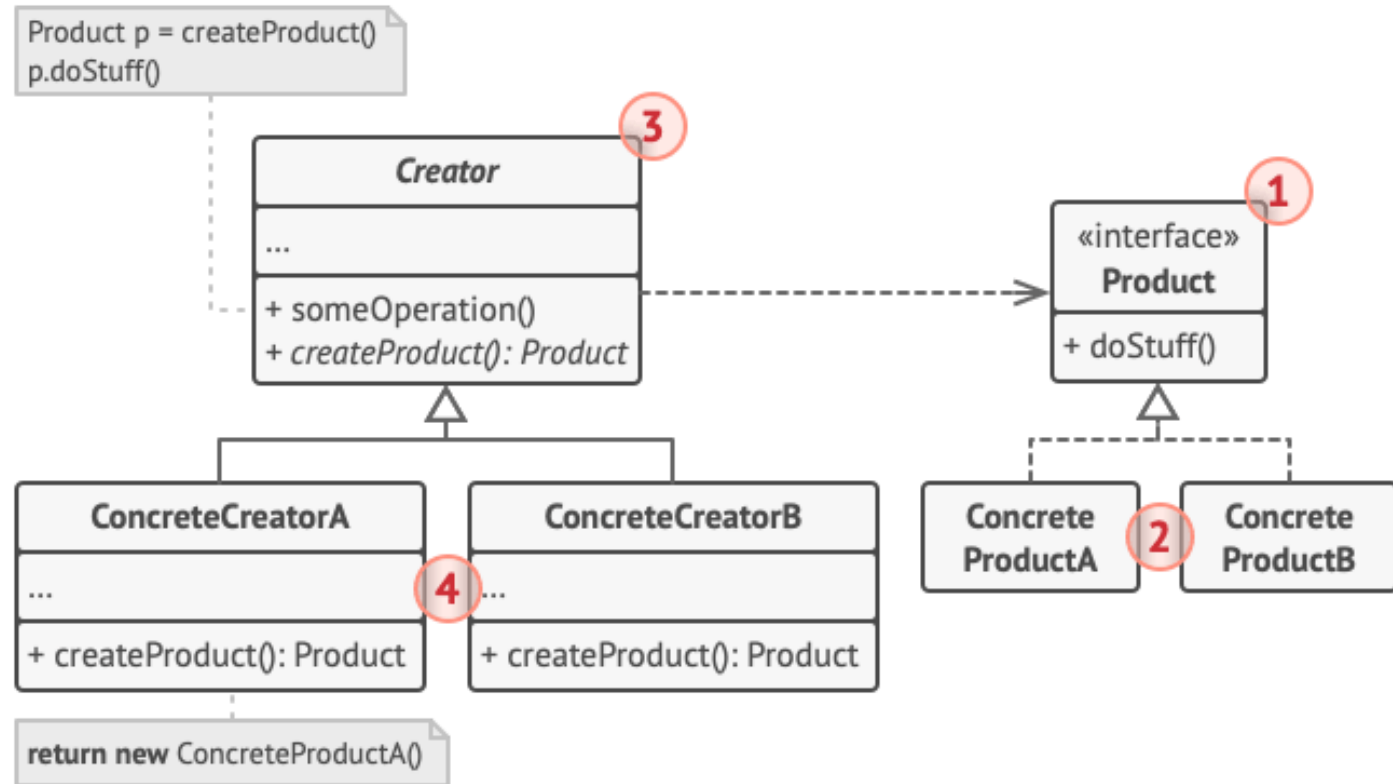 Product p = createProduct()
p.doStuff()
3
Creator
...
+ someOperation()
+ createProduct(): Product
1
«interface»
Product
+ doStuff()
ConcreteCreatorA
...
+ createProduct(): Product
4
ConcreteCreatorB
...
+ createProduct(): Product
Concrete
ProductA
2
Concrete
ProductB
return new ConcreteProductA()